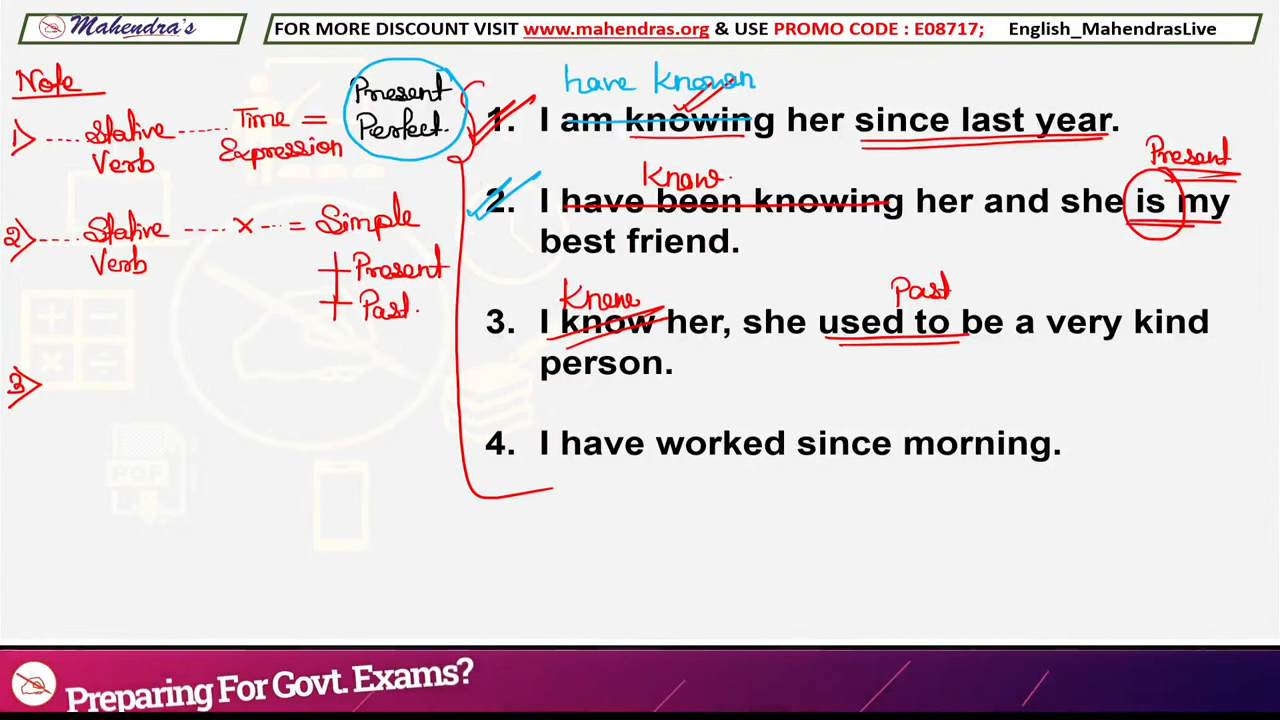 Mahendra's
FOR MORE DISCOUNT VISIT www.mahendras.org & USE PROMO CODE : E08717; English_MahendrasLive
Note
1) .... Stative Verb ...... Time Expression = Present Perfect.
2) .... Stative Verb .... x ... = Simple
Present
Past.
3)
have known
1. I am knowing her since last year.
Present
Know.
2. I have been knowing her and she is my
best friend.
Knew
Past
3. I know her, she used to be a very kind
person.
4. I have worked since morning.
PDF
Preparing For Govt. Exams?